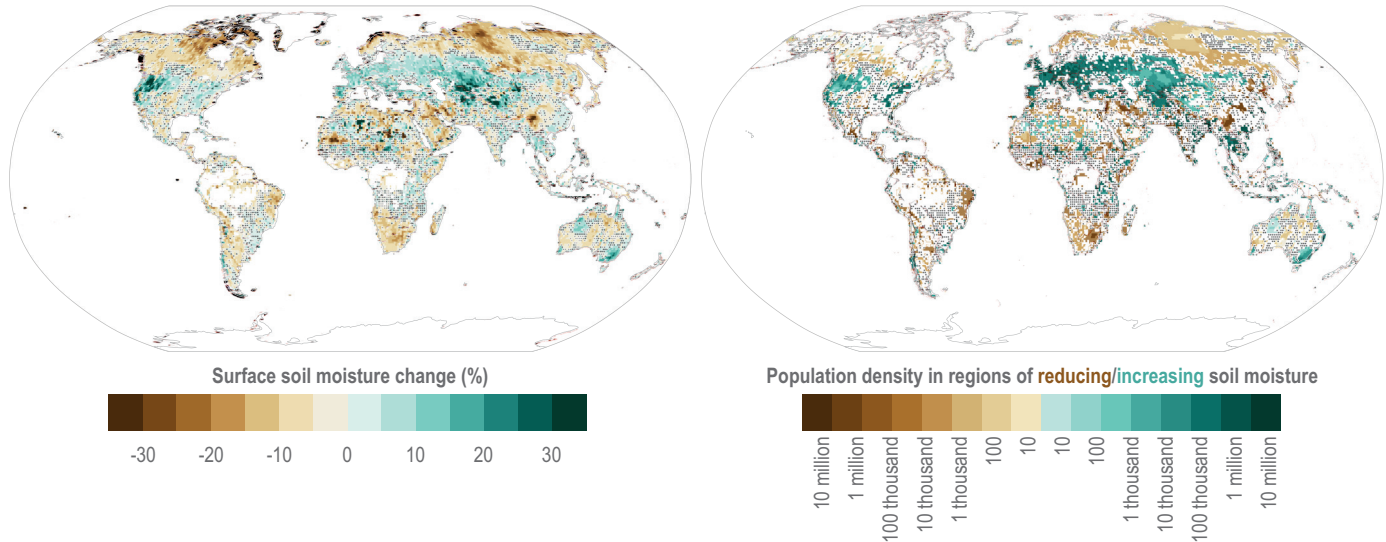 Surface soil moisture change (%)
-30 -20 -10 0 10 20 30
Population density in regions of reducing/increasing soil moisture
10 million
1 million
100 thousand
10 thousand
1 thousand
100
10
10
100
1 thousand
10 thousand
100 thousand
1 million
10 million